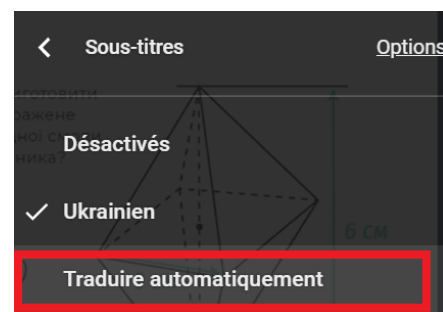 Sous-titres Options
Désactivés
Ukrainien
6 см
Traduire automatiquement